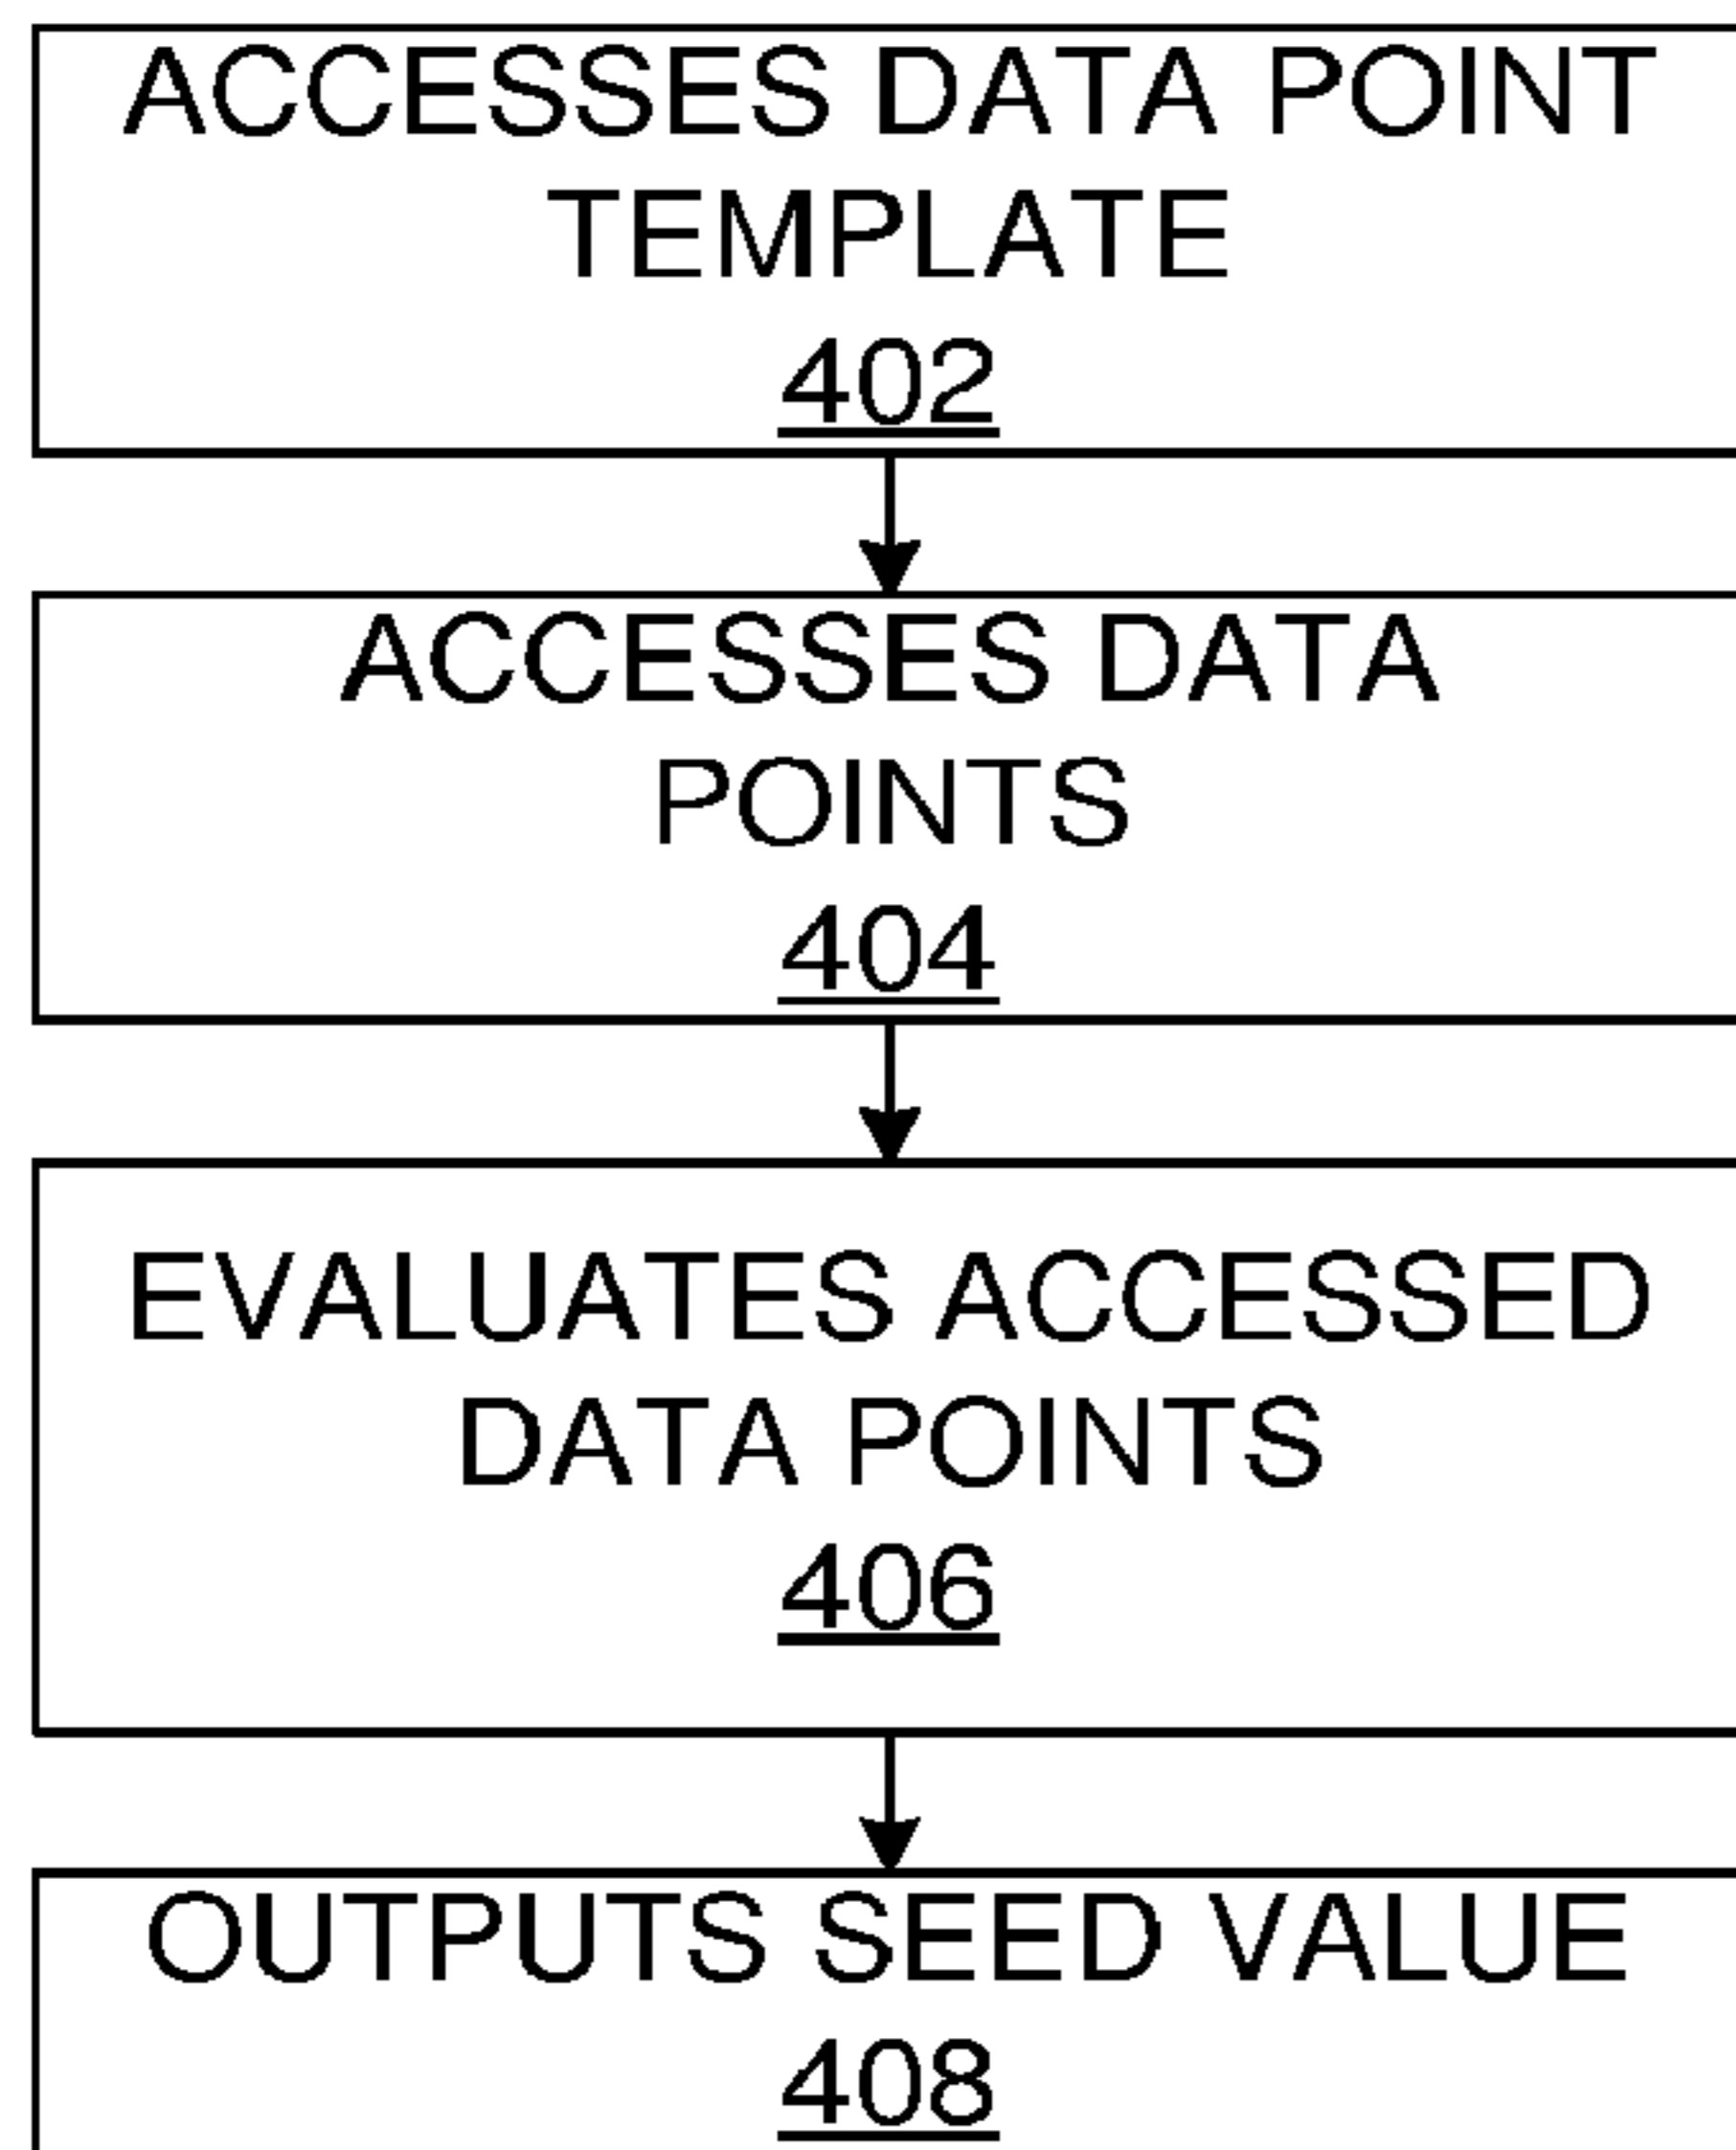 ACCESSES DATA POINT
TEMPLATE
402
ACCESSES DATA
POINTS
404
EVALUATES ACCESSED
DATA POINTS
406
OUTPUTS SEED VALUE
408